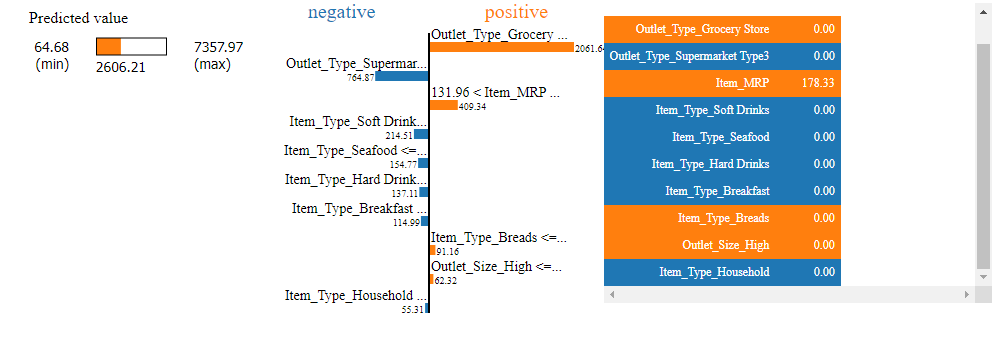 Predicted value
64.68
(min)
2606.21
7357.97
(max)
negative
positive
Outlet_Type_Grocery ...
2061.64
Outlet_Type_Supermar...
764.87
131.96 < Item_MRP ...
409.34
Item_Type_Soft Drink...
214.51
Item_Type_Seafood <=...
154.77
Item_Type_Hard Drink...
137.11
Item_Type_Breakfast ...
114.99
Item_Type_Breads <=...
91.16
Outlet_Size_High <=...
62.32
Item_Type_Household ...
55.31
Outlet_Type_Grocery Store 0.00
Outlet_Type_Supermarket Type3 0.00
Item_MRP 178.33
Item_Type_Soft Drinks 0.00
Item_Type_Seafood 0.00
Item_Type_Hard Drinks 0.00
Item_Type_Breakfast 0.00
Item_Type_Breads 0.00
Outlet_Size_High 0.00
Item_Type_Household 0.00